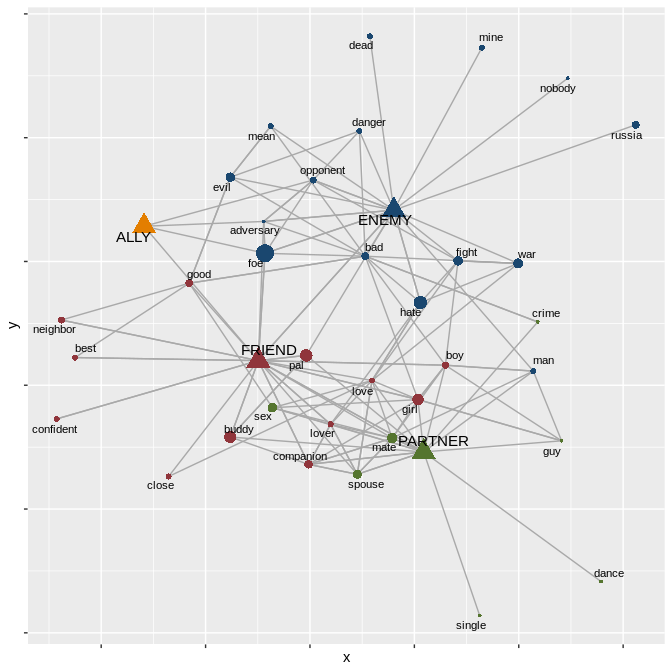 mine
dead
nobody
danger
mean
russia
opponent
evil
ENEMY
adversary
ALLY
bad
fight
war
foe
good
hate
crime
neighbor
best
FRIEND
boy
man
pal
love
girl
sex
confident
buddy
lover
mate
PARTNER
guy
companion
close
spouse
dance
single
x
y